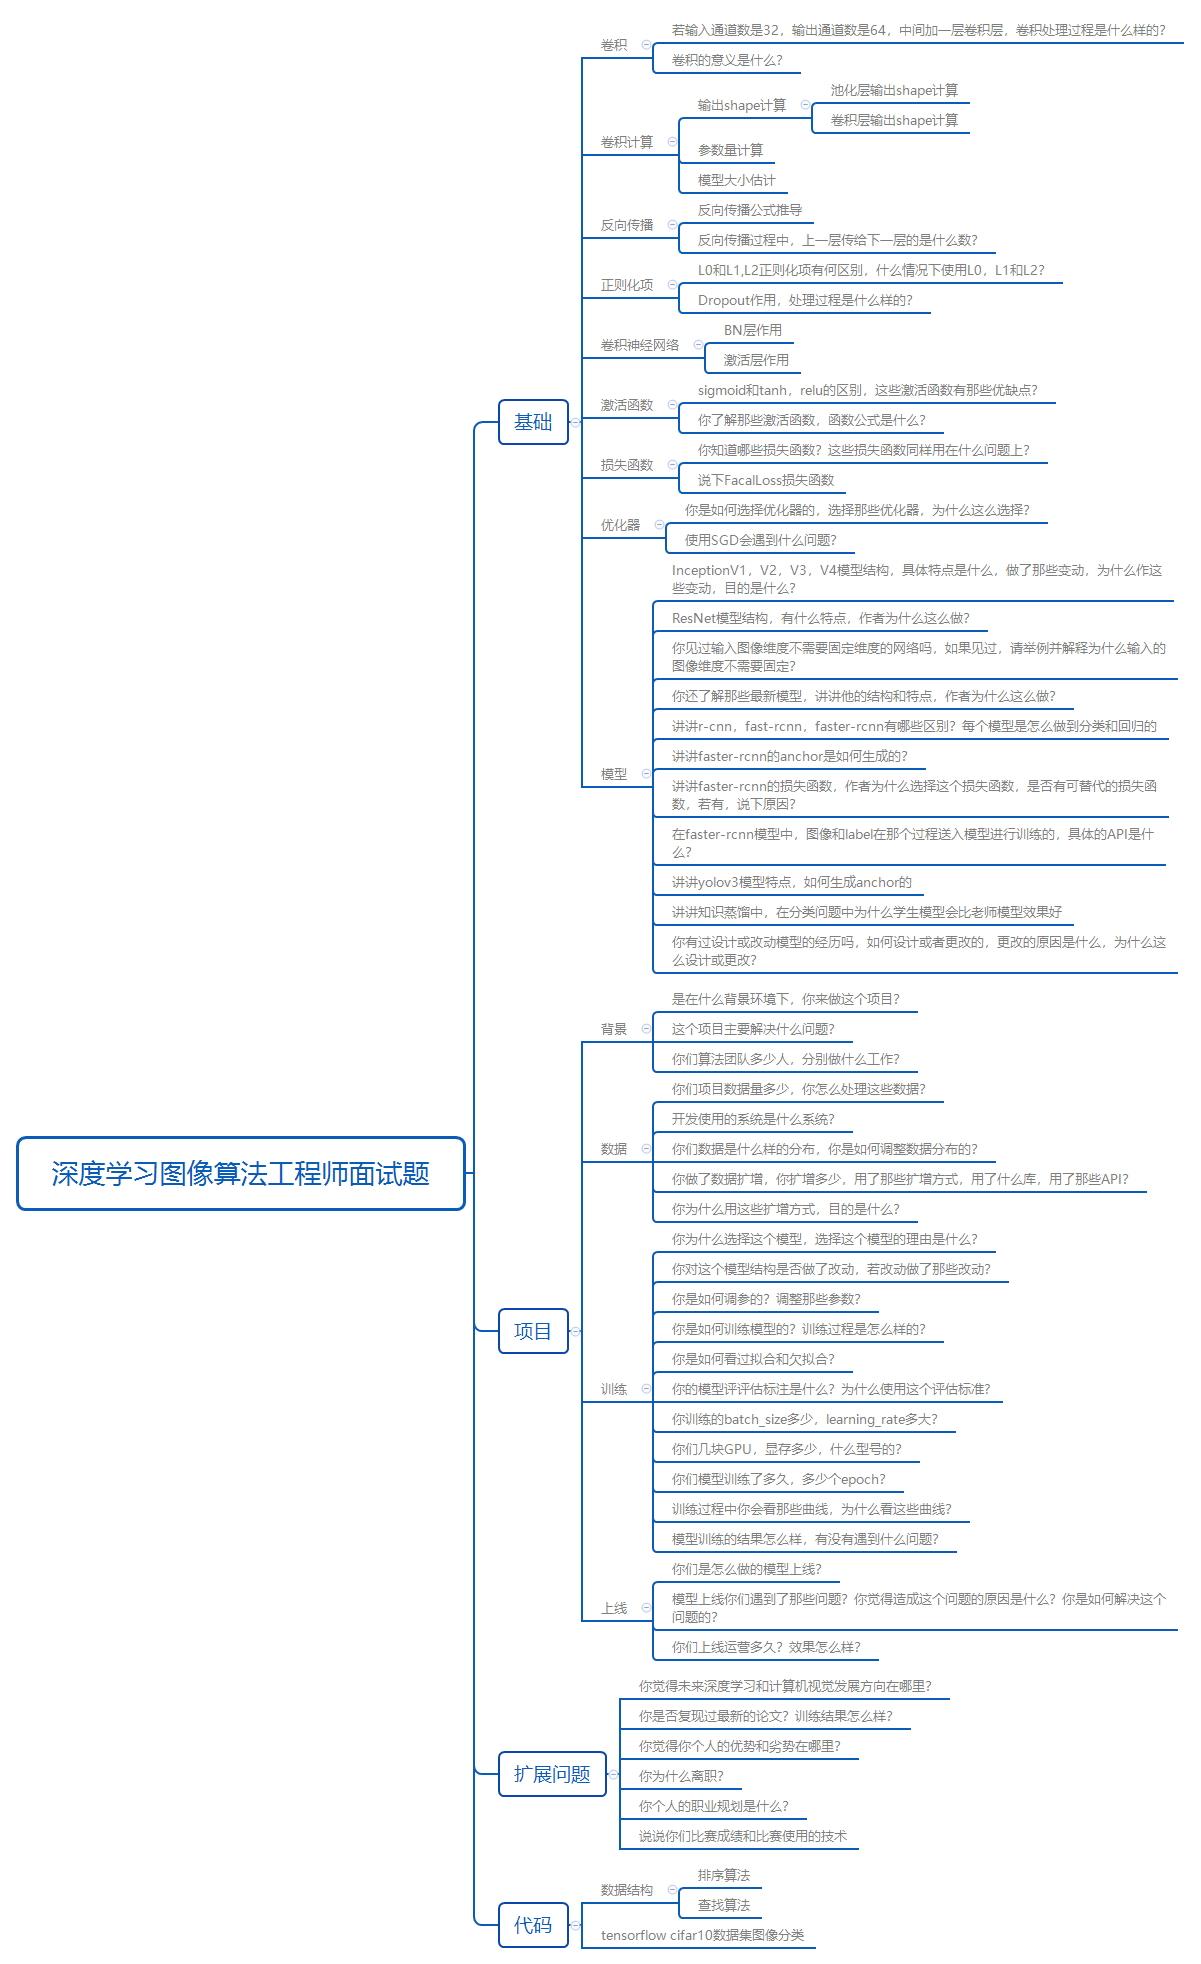 深度学习图像算法工程师面试题
基础
卷积
若输入通道数是32，输出通道数是64，中间加一层卷积层，卷积处理过程是什么样的？
卷积的意义是什么？
卷积计算
输出shape计算
池化层输出shape计算
卷积层输出shape计算
参数量计算
模型大小估计
反向传播
反向传播公式推导
反向传播过程中，上一层传给下一层的是什么数？
正则化项
L0和L1,L2正则化项有何区别，什么情况下使用L0，L1和L2？
Dropout作用，处理过程是什么样的？
卷积神经网络
BN层作用
激活层作用
激活函数
sigmoid和tanh，relu的区别，这些激活函数有那些优缺点？
你了解那些激活函数，函数公式是什么？
损失函数
你知道哪些损失函数？这些损失函数同样用在什么问题上？
说下FacalLoss损失函数
优化器
你是如何选择优化器的，选择那些优化器，为什么这么选择？
使用SGD会遇到什么问题？
模型
InceptionV1，V2，V3，V4模型结构，具体特点是什么，做了那些变动，为什么作这
些变动，目的是什么？
ResNet模型结构，有什么特点，作者为什么这么做？
你见过输入图像维度不需要固定维度的网络吗，如果见过，请举例并解释为什么输入的
图像维度不需要固定？
你还了解那些最新模型，讲讲他的结构和特点，作者为什么这么做？
讲讲r-cnn，fast-rcnn，faster-rcnn有哪些区别？每个模型是怎么做到分类和回归的
讲讲faster-rcnn的anchor是如何生成的？
讲讲faster-rcnn的损失函数，作者为什么选择这个损失函数，是否有可替代的损失函
数，若有，说下原因？
在faster-rcnn模型中，图像和label在那个过程送入模型进行训练的，具体的API是什
么？
讲讲yolov3模型特点，如何生成anchor的
讲讲知识蒸馏中，在分类问题中为什么学生模型会比老师模型效果好
你有过设计或改动模型的经历吗，如何设计或者更改的，更改的原因是什么，为什么这
么设计或更改？
项目
背景
是在什么背景环境下，你来做这个项目？
这个项目主要解决什么问题？
你们算法团队多少人，分别做什么工作？
数据
你们项目数据量多少，你怎么处理这些数据？
开发使用的系统是什么系统？
你们数据是什么样的分布，你是如何调整数据分布的？
你做了数据扩增，你扩增多少，用了那些扩增方式，用了什么库，用了那些API？
你为什么用这些扩增方式，目的是什么？
训练
你为什么选择这个模型，选择这个模型的理由是什么？
你对这个模型结构是否做了改动，若改动做了那些改动？
你是如何调参的？调整那些参数？
你是如何训练模型的？训练过程是怎么样的？
你是如何看过拟合和欠拟合？
你的模型评评估标注是什么？为什么使用这个评估标准？
你训练的batch_size多少，learning_rate多大？
你们几块GPU，显存多少，什么型号的？
你们模型训练了多久，多少个epoch？
训练过程中你会看那些曲线，为什么看这些曲线？
模型训练的结果怎么样，有没有遇到什么问题？
上线
你们是怎么做的模型上线？
模型上线你们遇到了那些问题？你觉得造成这个问题的原因是什么？你是如何解决这个
问题的？
你们上线运营多久？效果怎么样？
扩展问题
你觉得未来深度学习和计算机视觉发展方向在哪里？
你是否复现过最新的论文？训练结果怎么样？
你觉得你个人的优势和劣势在哪里？
你为什么离职？
你个人的职业规划是什么？
说说你们比赛成绩和比赛使用的技术
代码
数据结构
排序算法
查找算法
tensorflow cifar10数据集图像分类